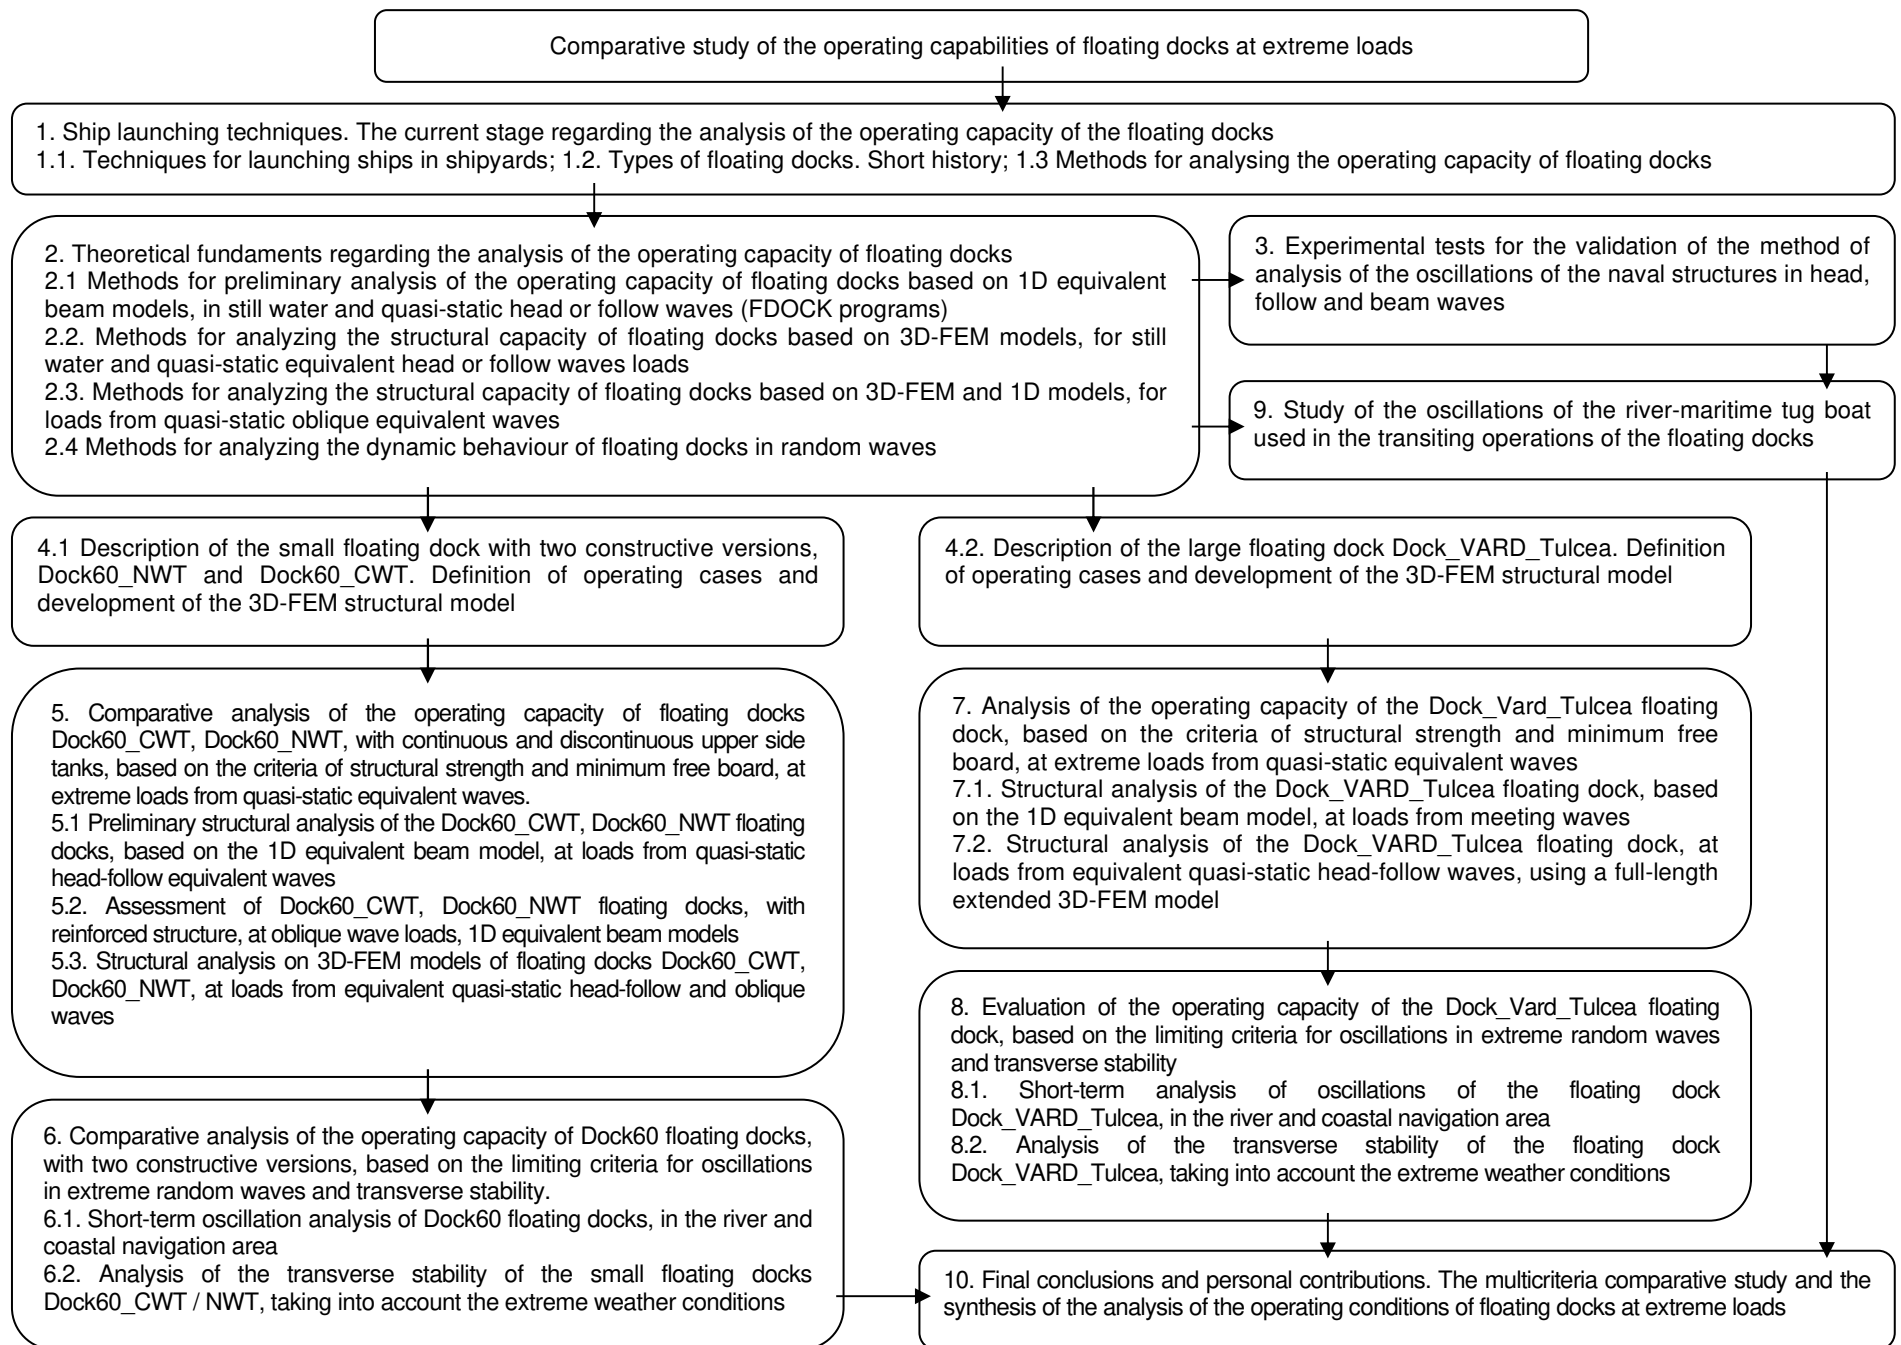 Comparative study of the operating capabilities of floating docks at extreme loads
1. Ship launching techniques. The current stage regarding the analysis of the operating capacity of the floating docks
1.1. Techniques for launching ships in shipyards; 1.2. Types of floating docks. Short history; 1.3 Methods for analysing the operating capacity of floating docks
2. Theoretical fundaments regarding the analysis of the operating capacity of floating docks
2.1 Methods for preliminary analysis of the operating capacity of floating docks based on 1D equivalent
beam models, in still water and quasi-static head or follow waves (FDOCK programs)
2.2. Methods for analyzing the structural capacity of floating docks based on 3D-FEM models, for still
water and quasi-static equivalent head or follow waves loads
2.3. Methods for analyzing the structural capacity of floating docks based on 3D-FEM and 1D models, for
loads from quasi-static oblique equivalent waves
2.4 Methods for analyzing the dynamic behaviour of floating docks in random waves
3. Experimental tests for the validation of the method of
analysis of the oscillations of the naval structures in head,
follow and beam waves
9. Study of the oscillations of the river-maritime tug boat
used in the transiting operations of the floating docks
4.1 Description of the small floating dock with two constructive versions,
Dock60_NWT and Dock60_CWT. Definition of operating cases and
development of the 3D-FEM structural model
4.2. Description of the large floating dock Dock_VARD_Tulcea. Definition
of operating cases and development of the 3D-FEM structural model
5. Comparative analysis of the operating capacity of floating docks
Dock60_CWT, Dock60_NWT, with continuous and discontinuous upper side
tanks, based on the criteria of structural strength and minimum free board, at
extreme loads from quasi-static equivalent waves.
5.1 Preliminary structural analysis of the Dock60_CWT, Dock60_NWT floating
docks, based on the 1D equivalent beam model, at loads from quasi-static
head-follow equivalent waves
5.2. Assessment of Dock60_CWT, Dock60_NWT floating docks, with
reinforced structure, at oblique wave loads, 1D equivalent beam models
5.3. Structural analysis on 3D-FEM models of floating docks Dock60_CWT,
Dock60_NWT, at loads from equivalent quasi-static head-follow and oblique
waves
7. Analysis of the operating capacity of the Dock_Vard_Tulcea floating
dock, based on the criteria of structural strength and minimum free
board, at extreme loads from quasi-static equivalent waves
7.1. Structural analysis of the Dock_VARD_Tulcea floating dock, based
on the 1D equivalent beam model, at loads from meeting waves
7.2. Structural analysis of the Dock_VARD_Tulcea floating dock, at
loads from equivalent quasi-static head-follow waves, using a full-length
extended 3D-FEM model
8. Evaluation of the operating capacity of the Dock_Vard_Tulcea floating
dock, based on the limiting criteria for oscillations in extreme random waves
and transverse stability
8.1. Short-term analysis of oscillations of the floating dock
Dock_VARD_Tulcea, in the river and coastal navigation area
8.2. Analysis of the transverse stability of the floating dock
Dock_VARD_Tulcea, taking into account the extreme weather conditions
6. Comparative analysis of the operating capacity of Dock60 floating docks,
with two constructive versions, based on the limiting criteria for oscillations
in extreme random waves and transverse stability.
6.1. Short-term oscillation analysis of Dock60 floating docks, in the river and
coastal navigation area
6.2. Analysis of the transverse stability of the small floating docks
Dock60_CWT / NWT, taking into account the extreme weather conditions
10. Final conclusions and personal contributions. The multicriteria comparative study and the
synthesis of the analysis of the operating conditions of floating docks at extreme loads